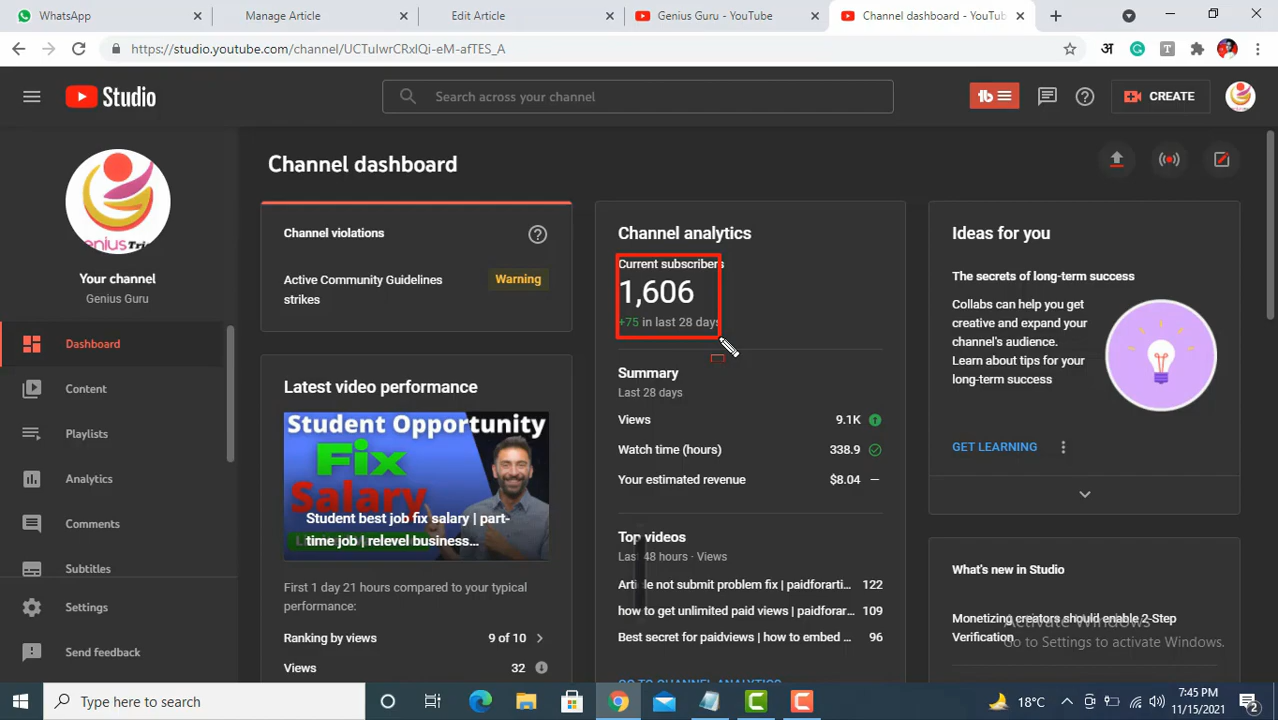 WhatsApp
Manage Article
Edit Article
Genius Guru - YouTube
Channel dashboard - YouTub
https://studio.youtube.com/channel/UCTulwrCRxlQi-eM-afTES_A
अ
G
T
Studio
Search across your channel
tb
CREATE
enius Tri
Your channel
Genius Guru
Dashboard
Content
Playlists
Analytics
Comments
Subtitles
Settings
Send feedback
Channel dashboard
Channel violations
Active Community Guidelines
strikes
Warning
Latest video performance
Student Opportunity
Fix
Salary
Student best job fix salary | part-
time job | relevel business...
First 1 day 21 hours compared to your typical
performance:
Ranking by views 9 of 10
Views 32
Channel analytics
Current subscribers
1,606
+75 in last 28 days
Summary
Last 28 days
Views 9.1K
Watch time (hours) 338.9
Your estimated revenue $8.04 —
Top videos
Last 48 hours · Views
Article not submit problem fix | paidforarti... 122
how to get unlimited paid views | paidforar... 109
Best secret for paidviews | how to embed ... 96
GO TO CHANNEL ANALYTICS
Ideas for you
The secrets of long-term success
Collabs can help you get
creative and expand your
channel's audience.
Learn about tips for your
long-term success
GET LEARNING
What's new in Studio
Monetizing creators should enable 2-Step
Verification
Activate Windows
Go to Settings to activate Windows.
Type here to search
18°C
7:45 PM
11/15/2021
2